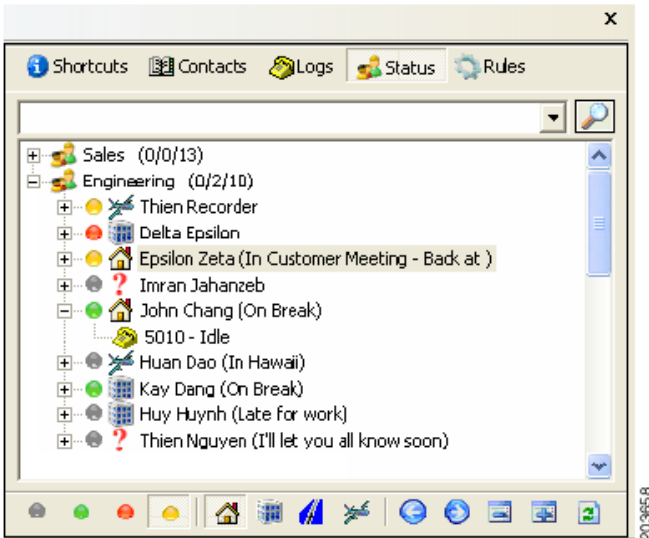 x
Shortcuts Contacts Logs Status Rules
Sales (0/0/13)
Engineering (0/2/10)
Thien Recorder
Delta Epsilon
Epsilon Zeta (In Customer Meeting - Back at )
? Imran Jahanzeb
John Chang (On Break)
5010 - Idle
Huan Dao (In Hawaii)
Kay Dang (On Break)
Huy Huynh (Late for work)
? Thien Nguyen (I'll let you all know soon)
203658